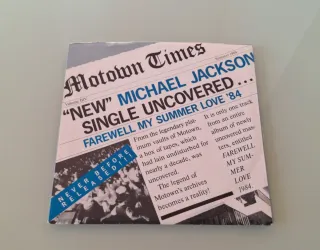 Motown Times
"NEW" MICHAEL JACKSON
SINGLE UNCOVERED...
FAREWELL MY SUMMER LOVE '84
From the legendary plat-
inum vaults of Motown,
a box of tapes, which
had lain undisturbed for
nearly a decade, was
uncovered.
The legend of
Motown's archives
becomes a reality!
It is only one track
from an entire
album of newly
uncovered mas-
ters, entitled
FAREWELL
MY SUM-
MER
LOVE
1984.
NEVER BEFORE
RELEASED